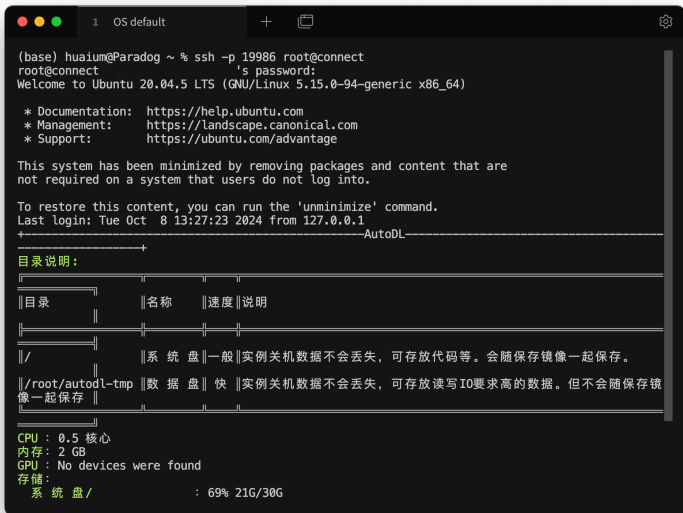 1 OS default
(base) huaium@Paradog ~ % ssh -p 19986 root@connect
root@connect 's password:
Welcome to Ubuntu 20.04.5 LTS (GNU/Linux 5.15.0-94-generic x86_64)
* Documentation: https://help.ubuntu.com
* Management: https://landscape.canonical.com
* Support: https://ubuntu.com/advantage
This system has been minimized by removing packages and content that are
not required on a system that users do not log into.
To restore this content, you can run the 'unminimize' command.
Last login: Tue Oct 8 13:27:23 2024 from 127.0.0.1
+--------------------------------------------------AutoDL--------------------------------------
------------------+
目录说明:
║目录 ║名称 ║速度║说明
║
║/ ║系 统 盘║一般║实例关机数据不会丢失，可存放代码等。会随保存镜像一起保存。
║
║/root/autodl-tmp ║数 据 盘║ 快 ║实例关机数据不会丢失，可存放读写IO要求高的数据。但不会随保存镜
像一起保存 ║
CPU : 0.5 核心
内存: 2 GB
GPU : No devices were found
存储:
系 统 盘/ : 69% 21G/30G